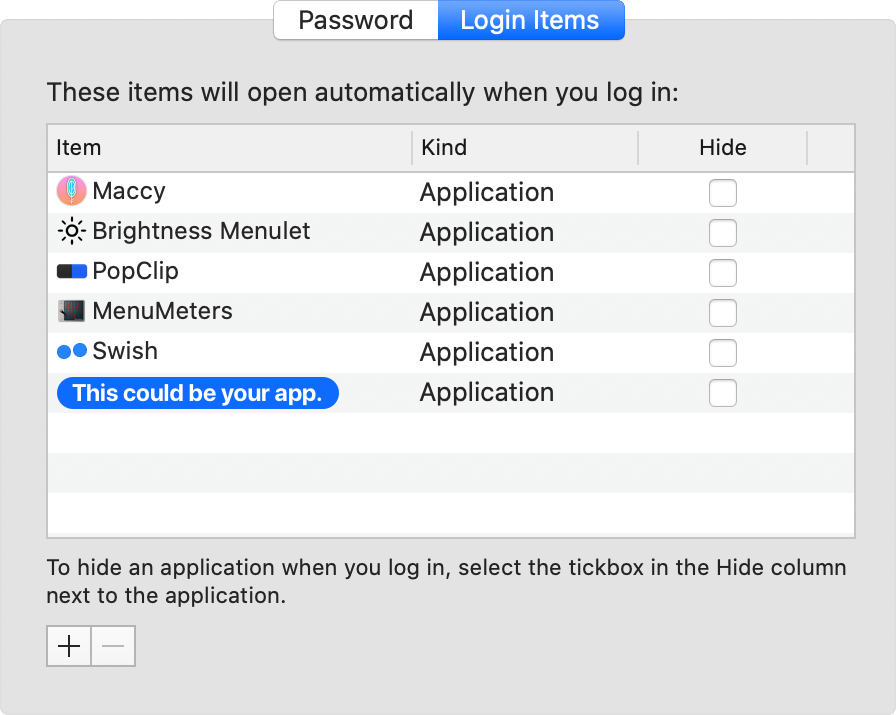 Password Login Items
These items will open automatically when you log in:
Item Kind Hide
Maccy Application
Brightness Menulet Application
PopClip Application
MenuMeters Application
Swish Application
This could be your app. Application
To hide an application when you log in, select the tickbox in the Hide column
next to the application.